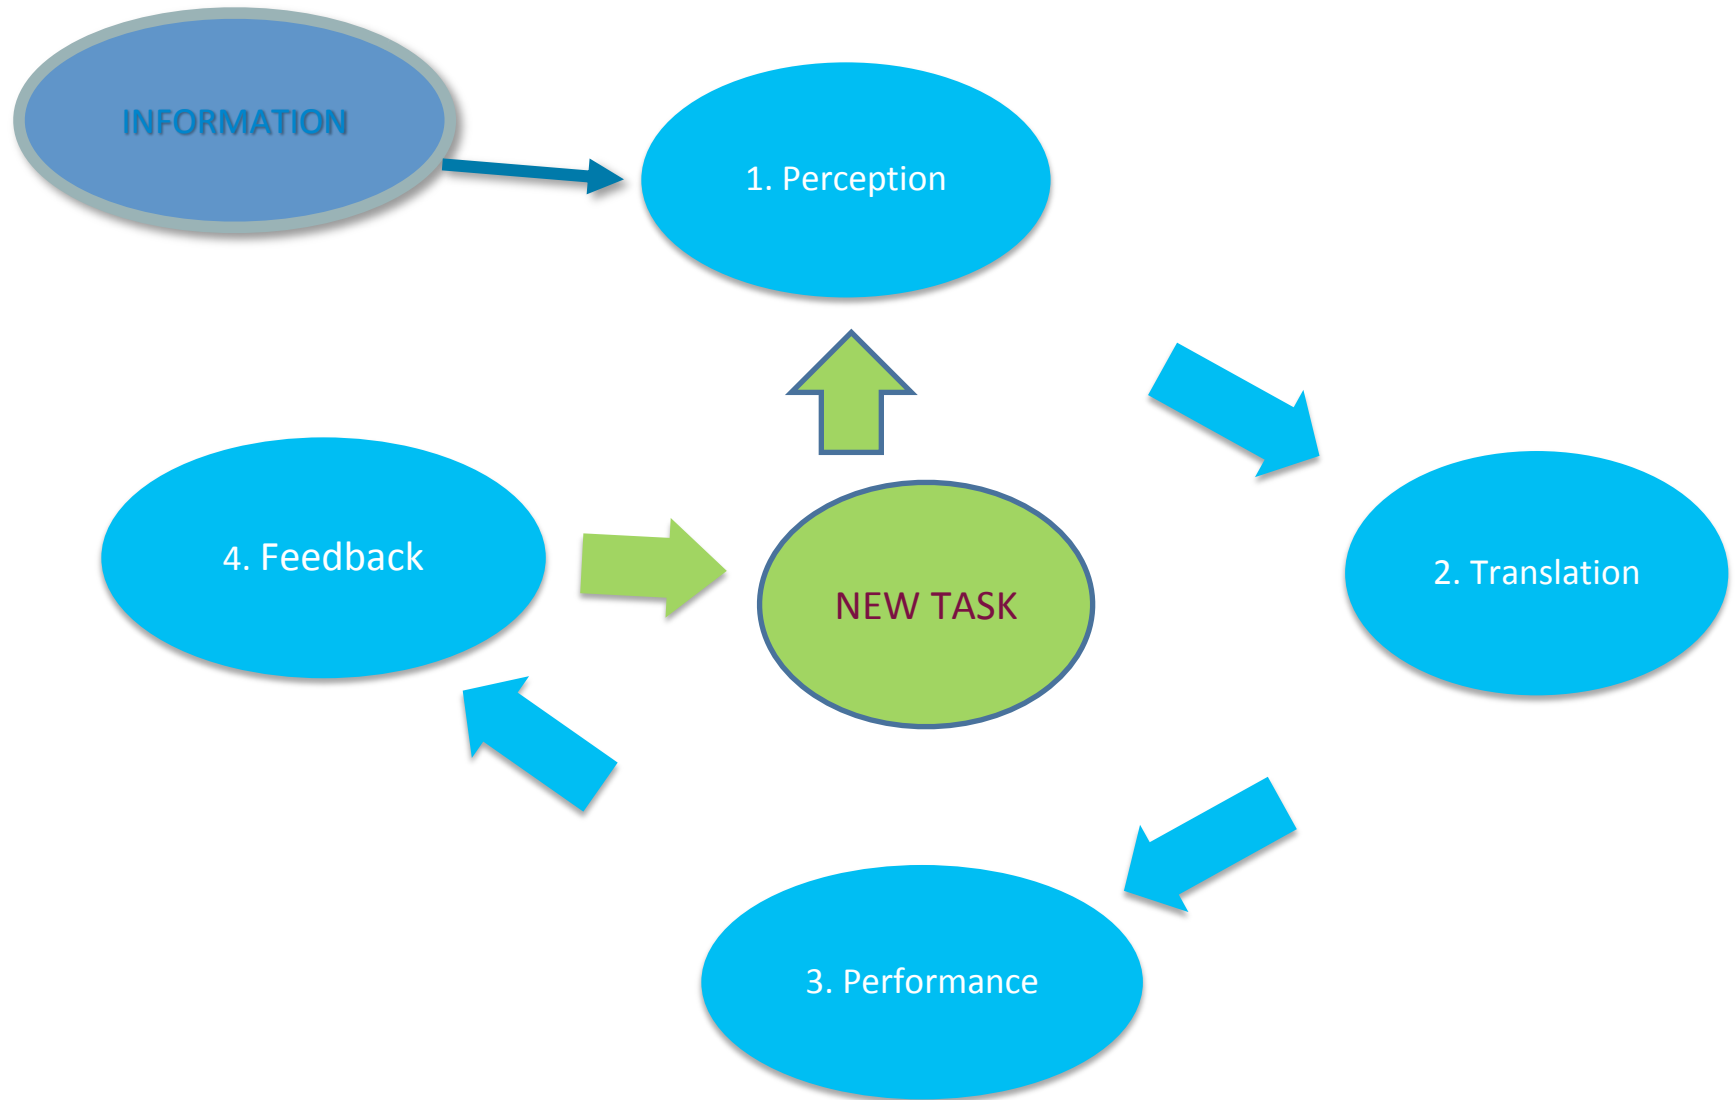 INFORMATION
1. Perception
4. Feedback
NEW TASK
2. Translation
3. Performance